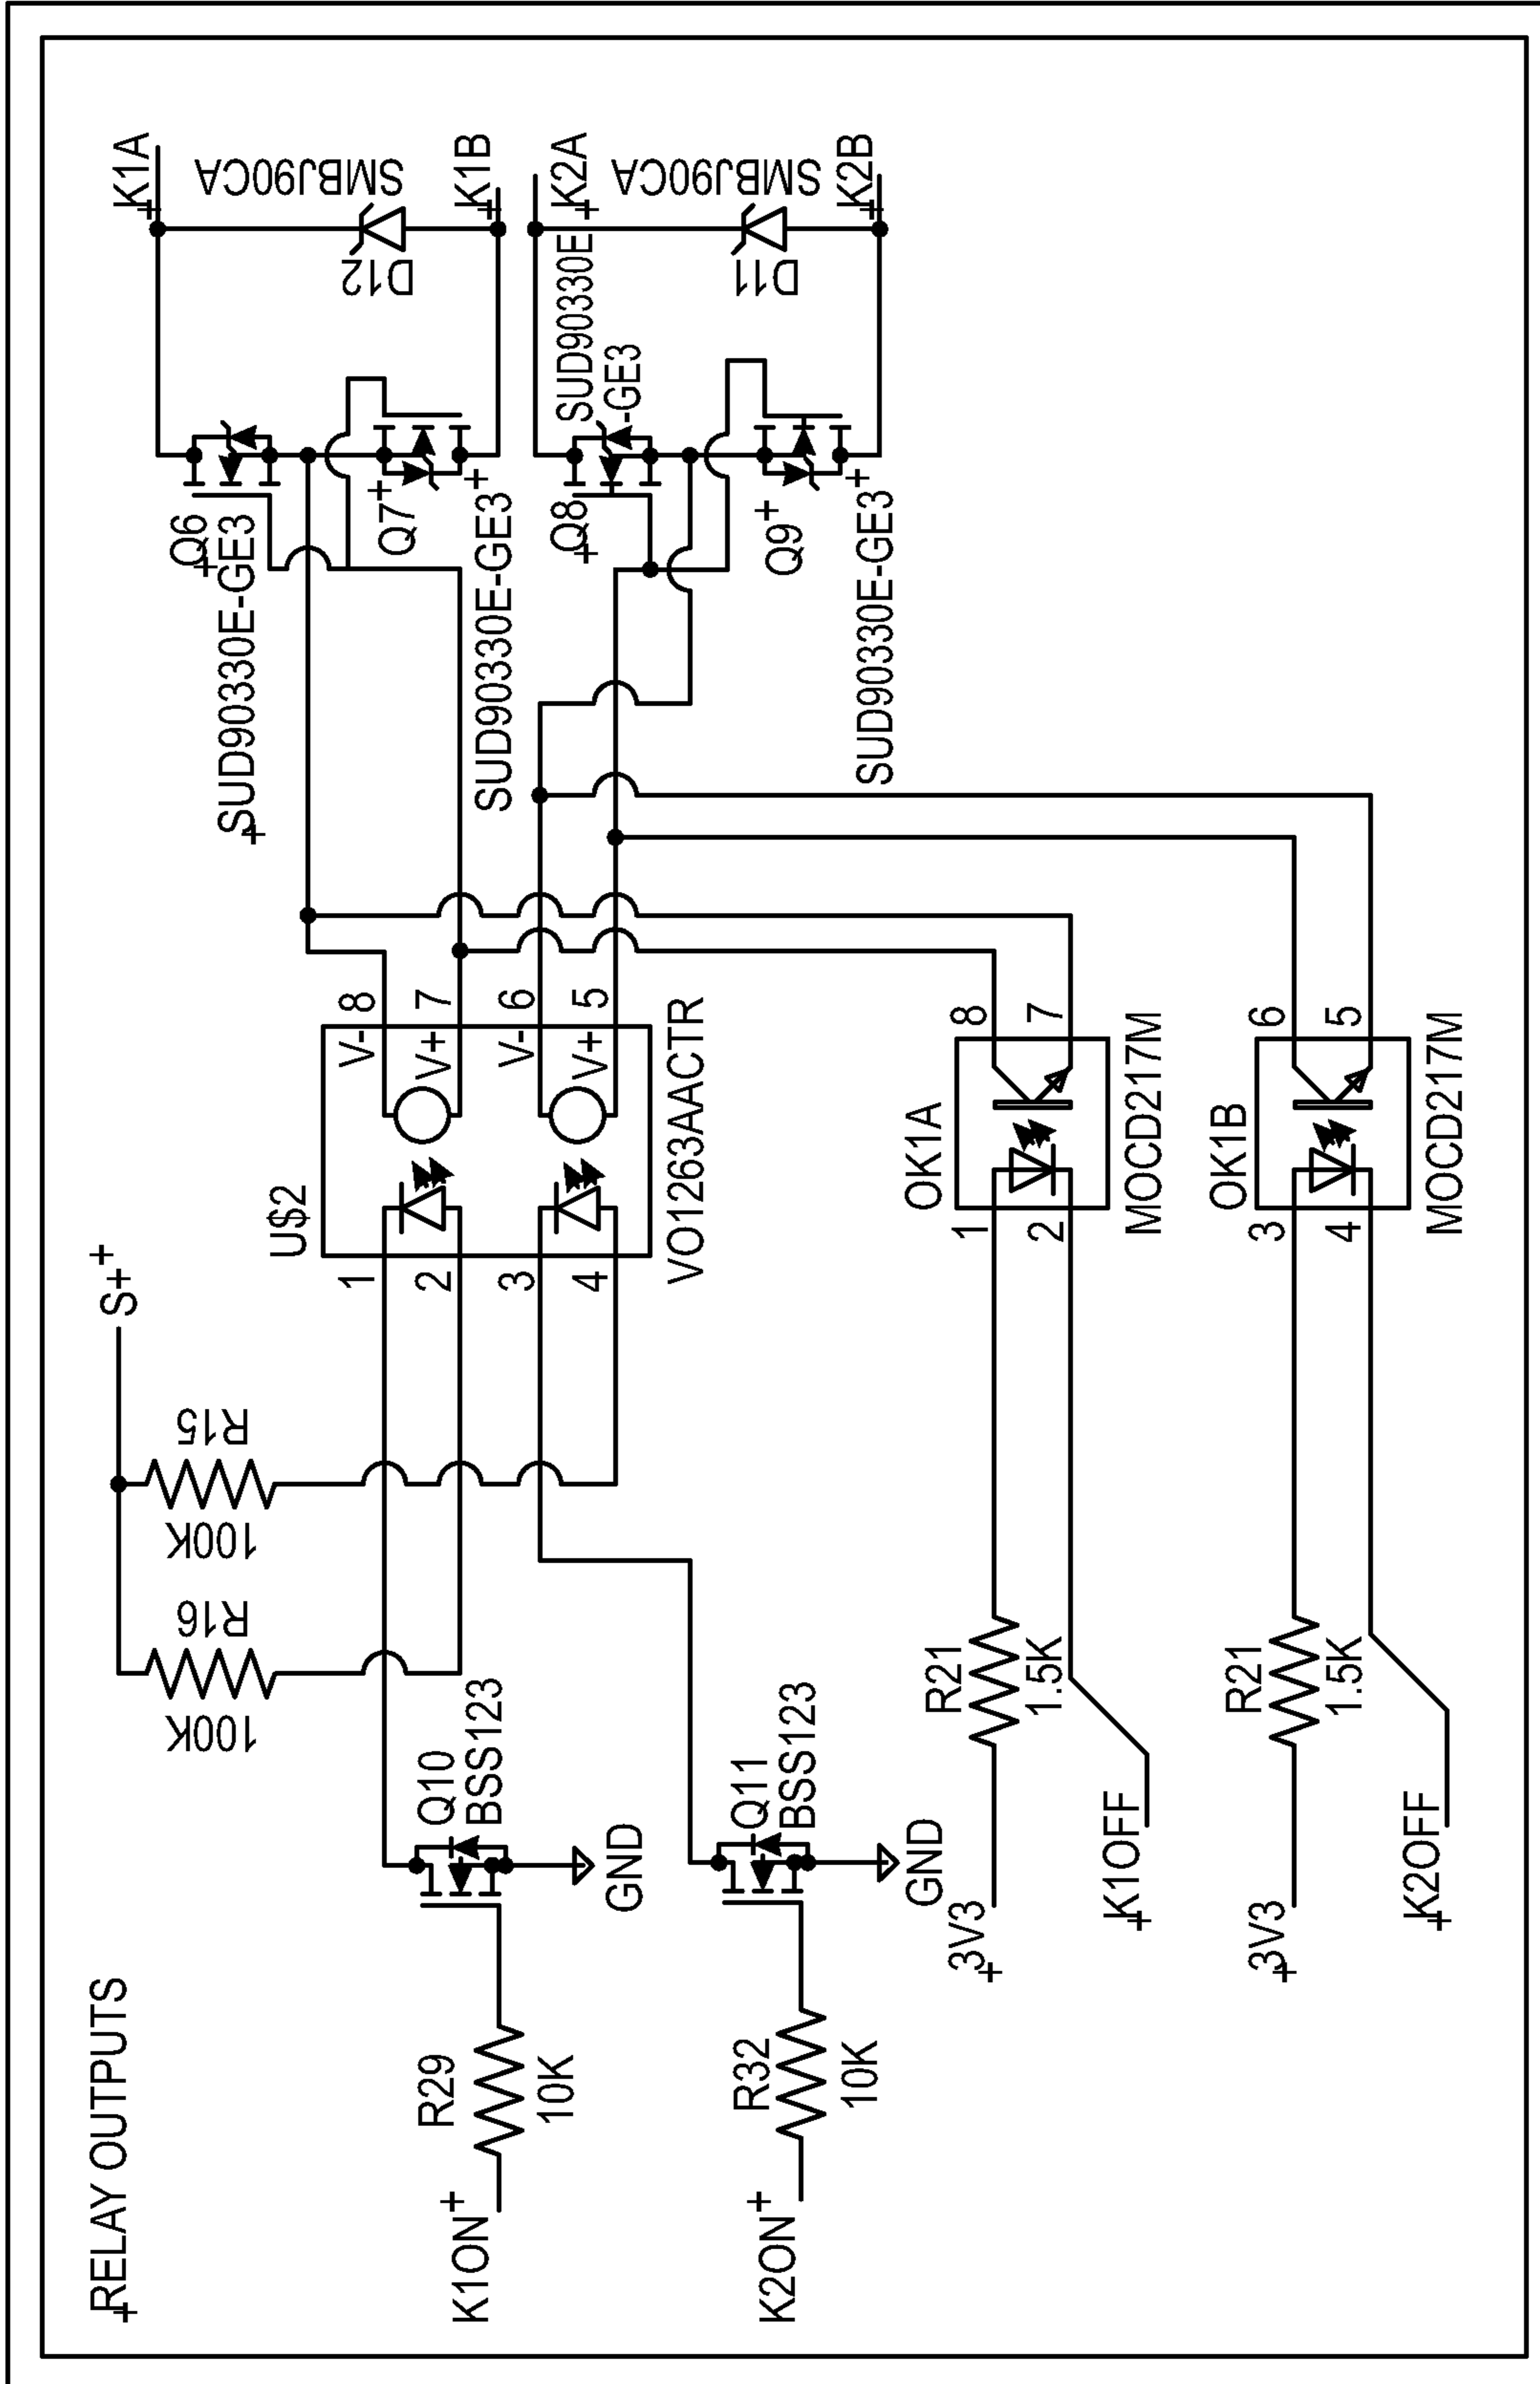 RELAY OUTPUTS
K1ON
R29
10K
Q10
BSS123
GND
K2ON
R32
10K
Q11
BSS123
GND
R16
100K
R15
100K
S+
U$2
1
2
3
4
V- 8
V+ 7
V- 6
V+ 5
VO1263AACTR
Q6
SUD90330E-GE3
Q7
SUD90330E-GE3
K1A
D12
SMBJ90CA
K1B
Q8
SUD90330E
-GE3
Q9
SUD90330E-GE3
K2A
D11
SMBJ90CA
K2B
3V3
R21
1.5K
K1OFF
OK1A
1
2
8
7
MOCD217M
3V3
R21
1.5K
K2OFF
OK1B
3
4
6
5
MOCD217M